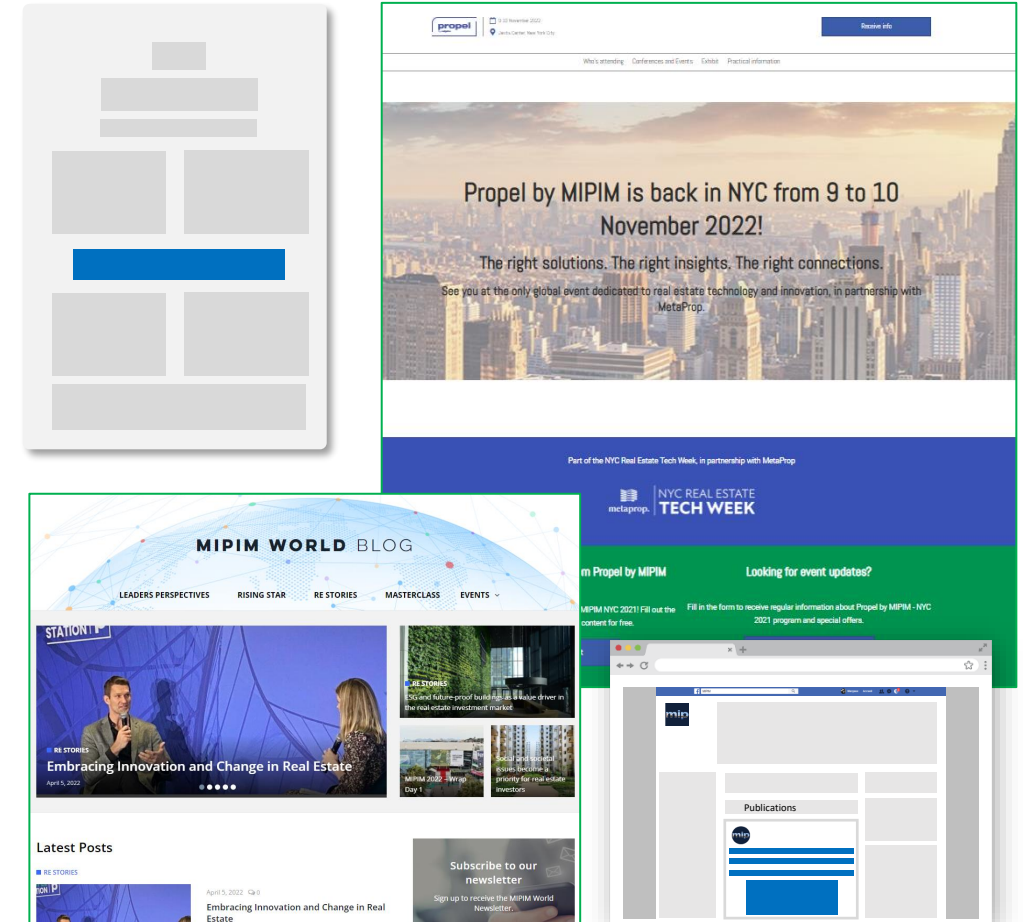 propel
9-10 November 2022
Javits Center, New York City
Receive info
Who's attending Conferences and Events Exhibit Practical information
Propel by MIPIM is back in NYC from 9 to 10
November 2022!
The right solutions. The right insights. The right connections.
See you at the only global event dedicated to real estate technology and innovation, in partnership with
MetaProp.
Part of the NYC Real Estate Tech Week, in partnership with MetaProp
metaprop.
NYC REAL ESTATE
TECH WEEK
m Propel by MIPIM
MIPIM NYC 2021! Fill out the
content for free.
Looking for event updates?
Fill in the form to receive regular information about Propel by MIPIM - NYC
2021 program and special offers.
MIPIM WORLD BLOG
LEADERS PERSPECTIVES RISING STAR RE STORIES MASTERCLASS EVENTS
STATION
RE STORIES
Embracing Innovation and Change in Real Estate
April 5, 2022
RE STORIES
ESG and future-proof buildings as a value driver in
the real estate investment market
MIPIM 2022 – Wrap
Day 1
Social and societal
issues become a
priority for real estate
investors
Latest Posts
RE STORIES
April 5, 2022 0
Embracing Innovation and Change in Real
Estate
Subscribe to our
newsletter
Sign up to receive the MIPIM World
Newsletter.
mip
Publications
mip